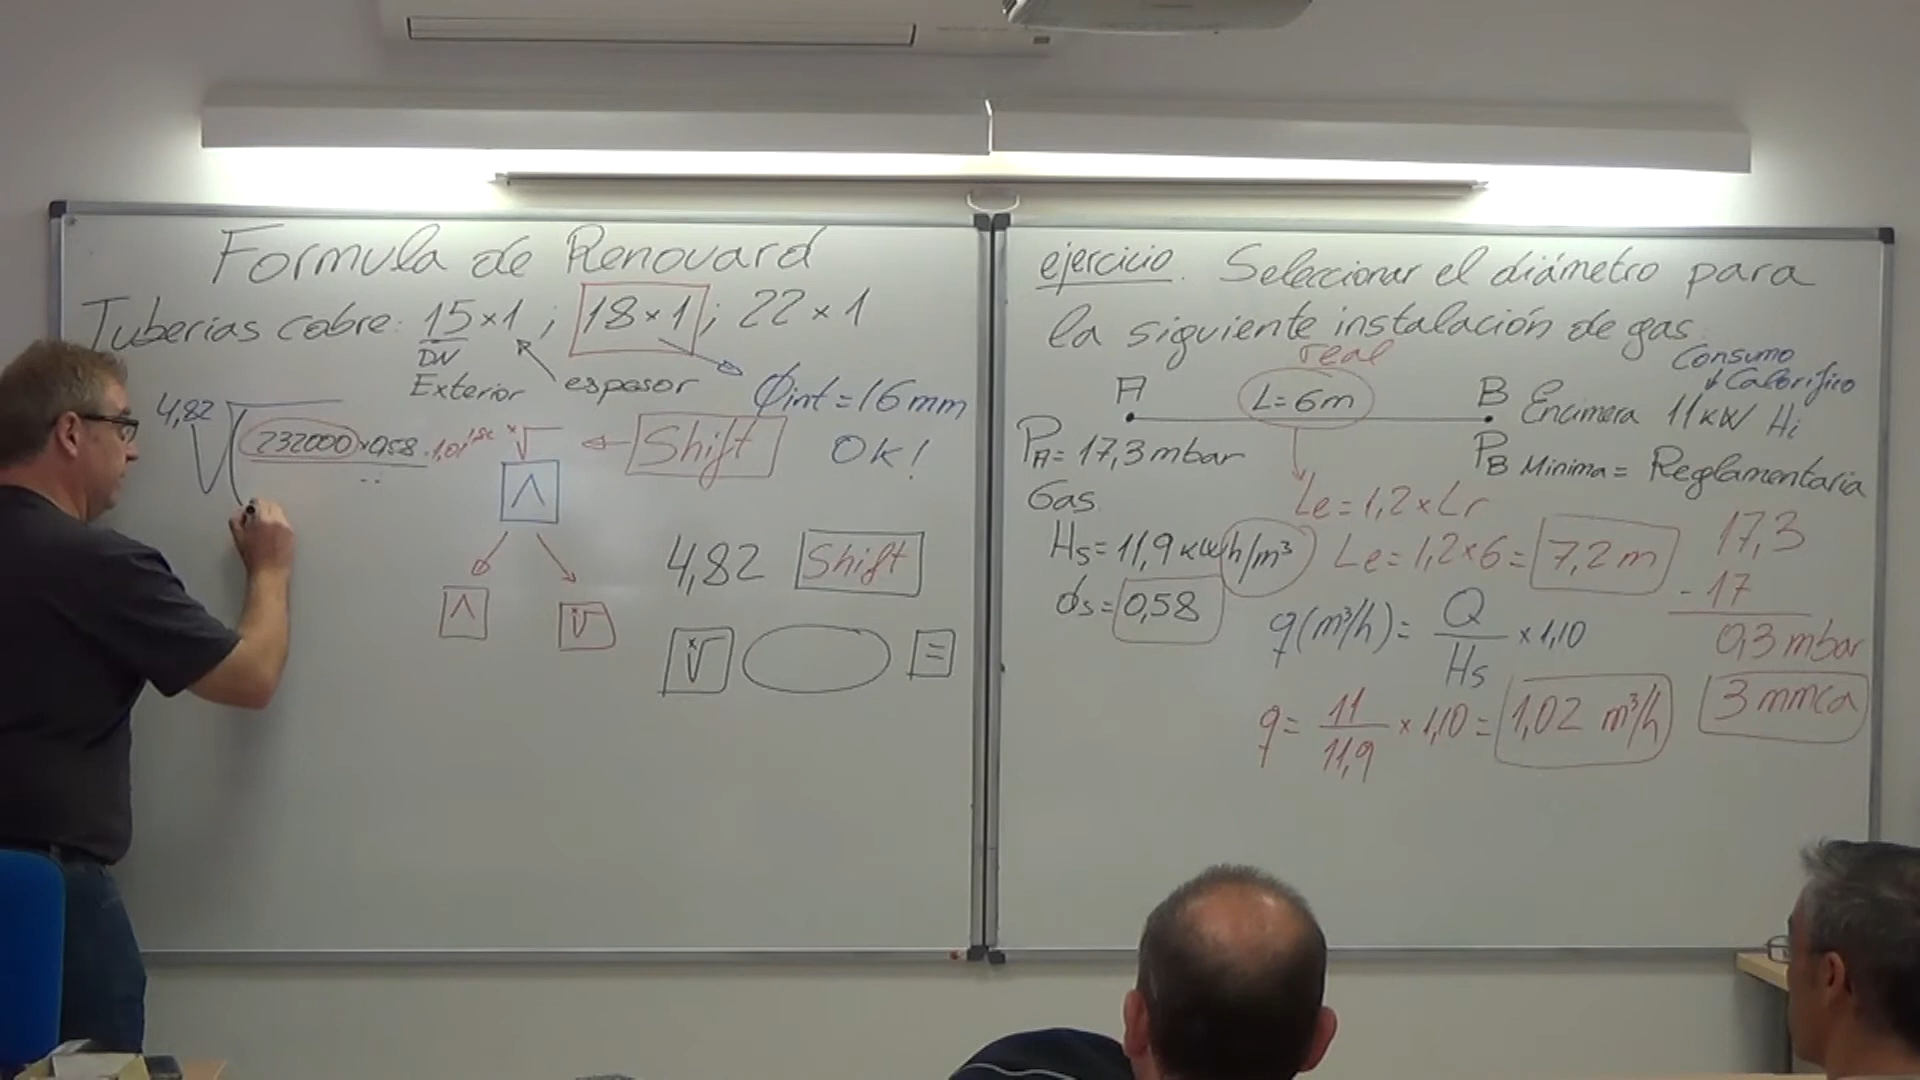 Formula de Renouard
Tuberias cobre: 15 x 1 ; 18 x 1 ; 22 x 1
DN
Exterior
espesor
φint = 16 mm
OK!
4,82 √(232000 x 0,58
x√ ← Shift
^
^ x√
4,82 Shift
x√ =
ejercicio. Seleccionar el diámetro para
la siguiente instalación de gas
real
A L = 6m B
Consumo
↓ Calorifico
Encimera 11 kW Hi
PA = 17,3 mbar
PB Minima = Reglamentaria
Gas
Hs = 11,9 kWh/m³
ds = 0,58
Le = 1,2 x Lr
Le = 1,2 x 6 = 7,2 m
q (m³/h) = Q / Hs x 1,10
q = 11 / 11,9 x 1,10 = 1,02 m³/h
17,3
- 17
0,3 mbar
3 mmca